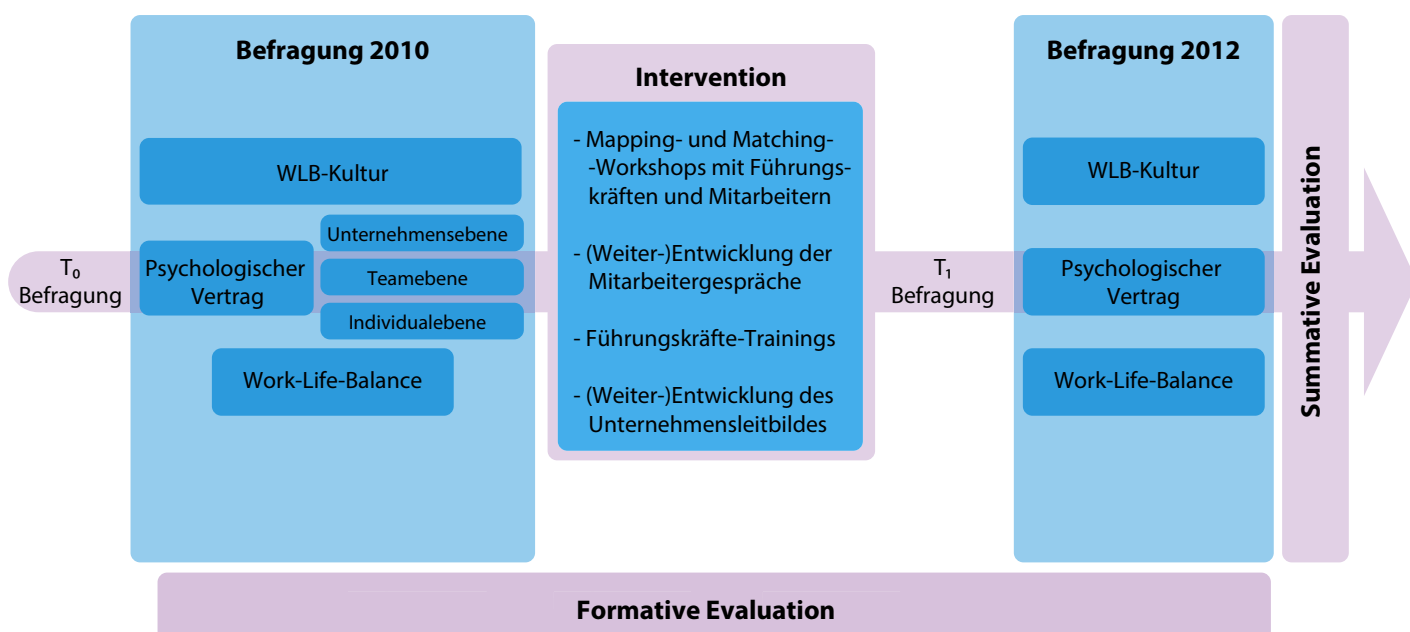 Befragung 2010
WLB-Kultur
T₀
Befragung
Psychologischer
Vertrag
Unternehmensebene
Teamebene
Individualebene
Work-Life-Balance
Intervention
- Mapping- und Matching-
-Workshops mit Führungs-
kräften und Mitarbeitern
- (Weiter-)Entwicklung der
Mitarbeitergespräche
- Führungskräfte-Trainings
- (Weiter-)Entwicklung des
Unternehmensleitbildes
T₁
Befragung
Befragung 2012
WLB-Kultur
Psychologischer
Vertrag
Work-Life-Balance
Summative Evaluation
Formative Evaluation